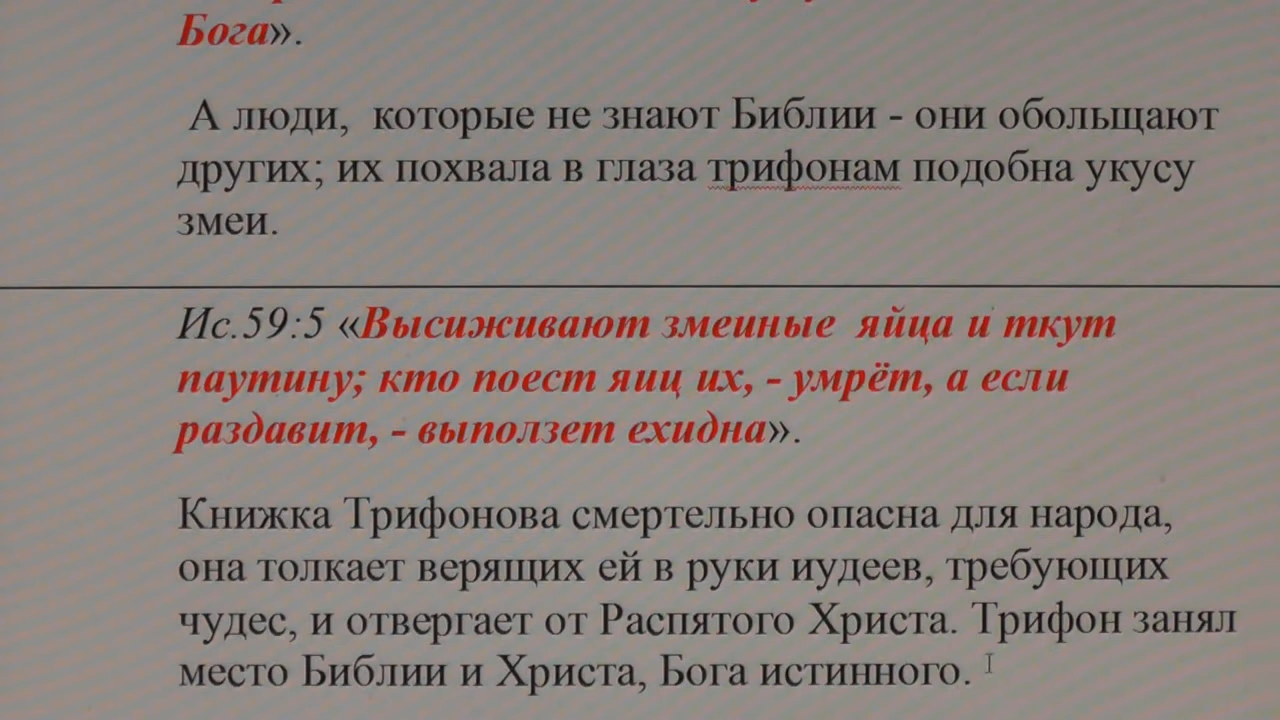 Бога».
А люди, которые не знают Библии - они обольщают
других; их похвала в глаза трифонам подобна укусу
змеи.
Ис.59:5 «Высиживают змеиные яйца и ткут
паутину; кто поест яиц их, - умрёт, а если
раздавит, - выползет ехидна».
Книжка Трифонова смертельно опасна для народа,
она толкает верящих ей в руки иудеев, требующих
чудес, и отвергает от Распятого Христа. Трифон занял
место Библии и Христа, Бога истинного.